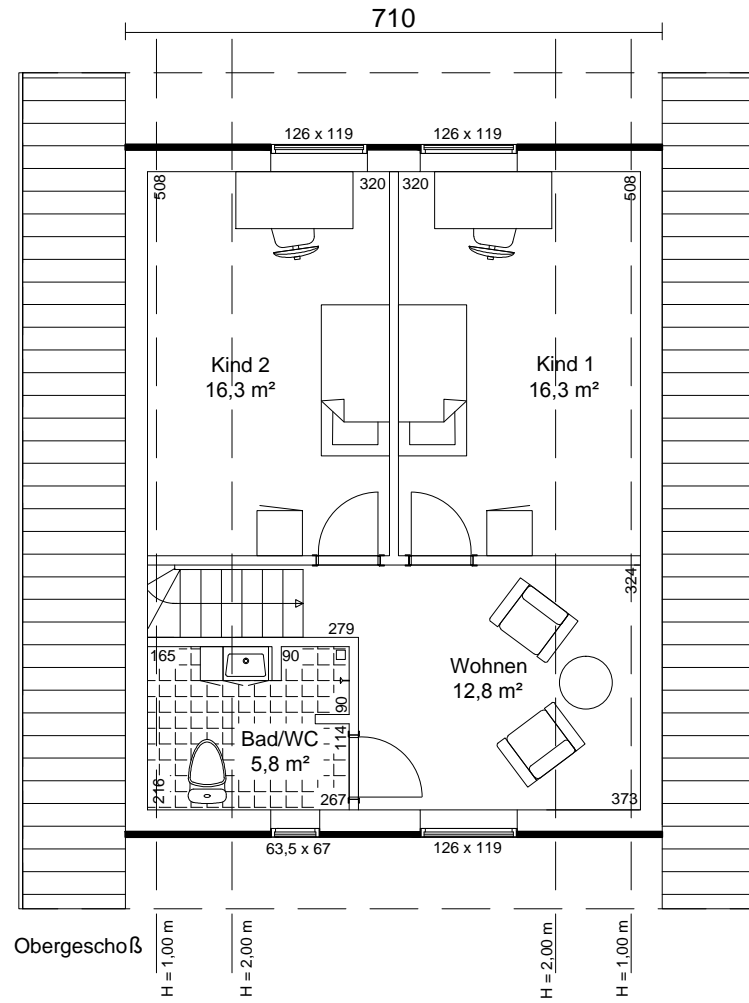 710
126 x 119
126 x 119
508
320
320
508
Kind 2
16,3 m²
Kind 1
16,3 m²
324
279
165
90
Wohnen
12,8 m²
90
Bad/WC
5,8 m²
114
216
267
373
63,5 x 67
126 x 119
Obergeschoß
H = 1,00 m
H = 2,00 m
H = 2,00 m
H = 1,00 m